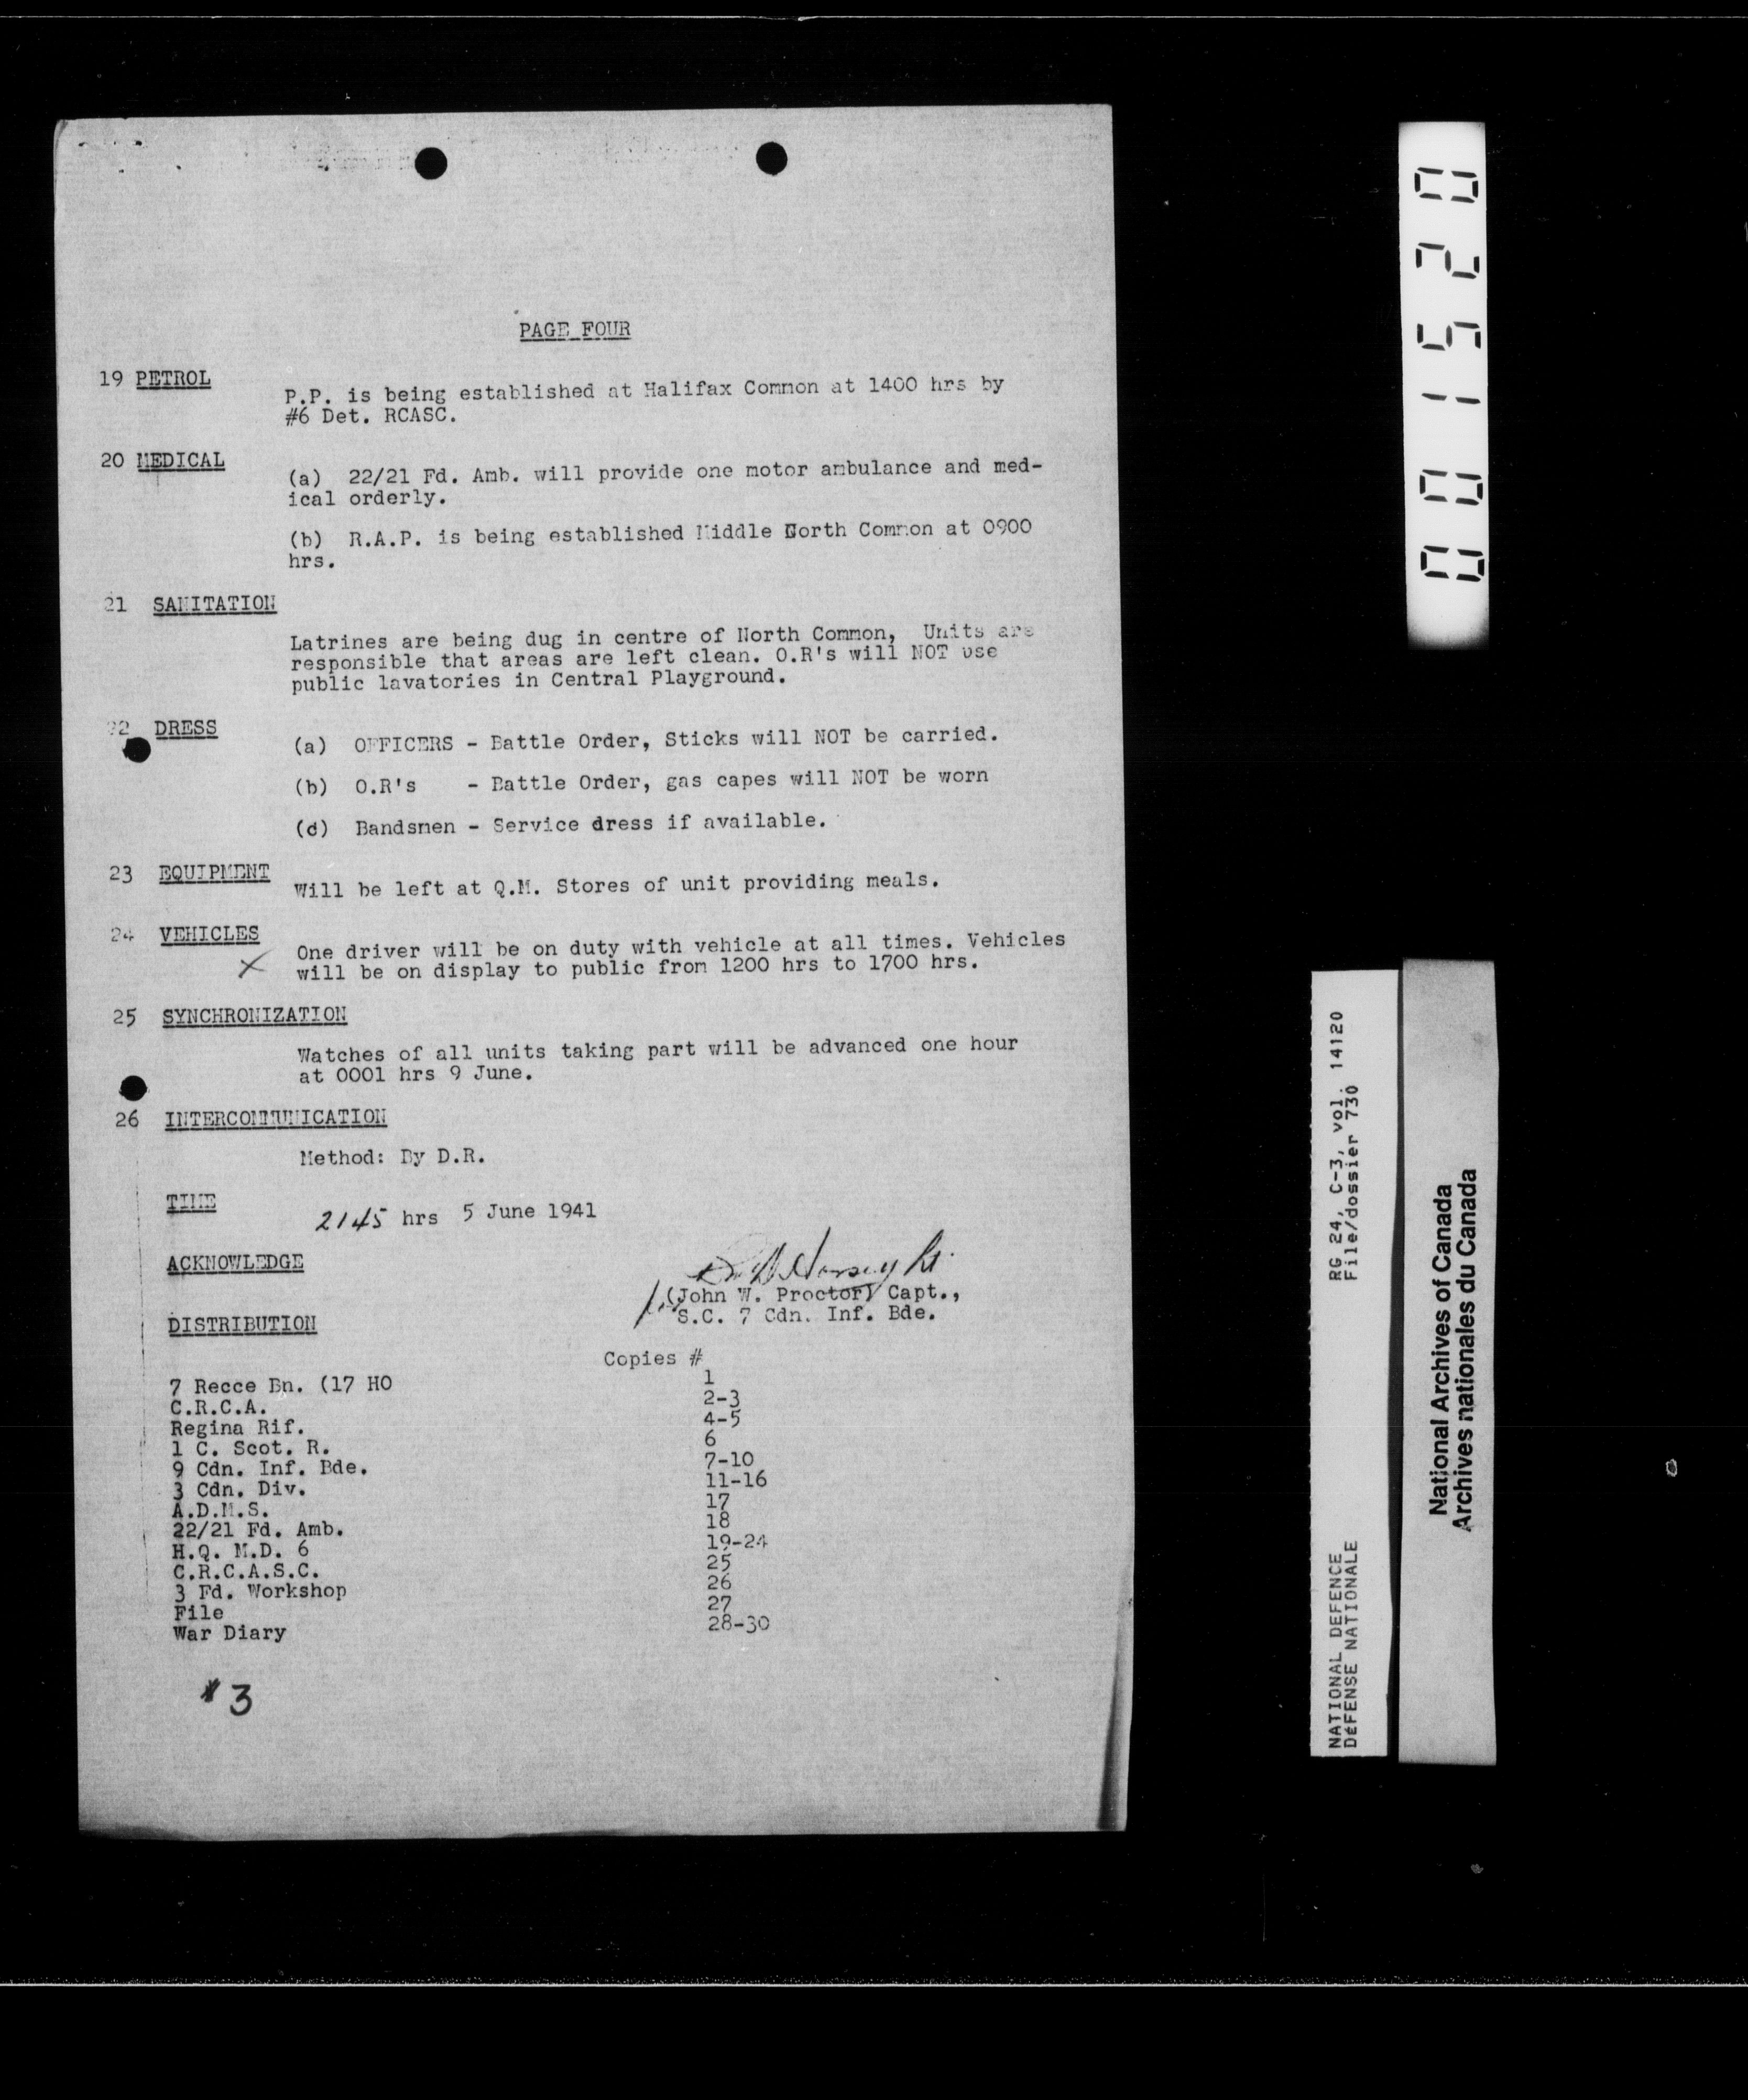 PAGE FOUR
19 PETROL
P.P. is being established at Halifax Common at 1400 hrs by
#6 Det. RCASC.
20 MEDICAL
(a) 22/21 Fd. Amb. will provide one motor ambulance and med-
ical orderly.
(b) R.A.P. is being established Middle North Common at 0900
hrs.
21 SANITATION
Latrines are being dug in centre of North Common, Units are
responsible that areas are left clean. O.R's will NOT use
public lavatories in Central Playground.
22 DRESS
(a) OFFICERS - Battle Order, Sticks will NOT be carried.
(b) O.R's - Battle Order, gas capes will NOT be worn
(d) Bandsmen - Service dress if available.
23 EQUIPMENT
Will be left at Q.M. Stores of unit providing meals.
24 VEHICLES
X
One driver will be on duty with vehicle at all times. Vehicles
will be on display to public from 1200 hrs to 1700 hrs.
25 SYNCHRONIZATION
Watches of all units taking part will be advanced one hour
at 0001 hrs 9 June.
26 INTERCOMMUNICATION
Method: By D.R.
TIME
2145 hrs 5 June 1941
ACKNOWLEDGE
(John W. Proctor) Capt.,
S.C. 7 Cdn. Inf. Bde.
DISTRIBUTION
Copies #
7 Recce Bn. (17 HO 1
C.R.C.A. 2-3
Regina Rif. 4-5
1 C. Scot. R. 6
9 Cdn. Inf. Bde. 7-10
3 Cdn. Div. 11-16
A.D.M.S. 17
22/21 Fd. Amb. 18
H.Q. M.D. 6 19-24
C.R.C.A.S.C. 25
3 Fd. Workshop 26
File 27
War Diary 28-30
#3
001520
NATIONAL DEFENCE RG 24, C-3, vol. 14120
DéFENSE NATIONALE File/dossier 730
National Archives of Canada
Archives nationales du Canada